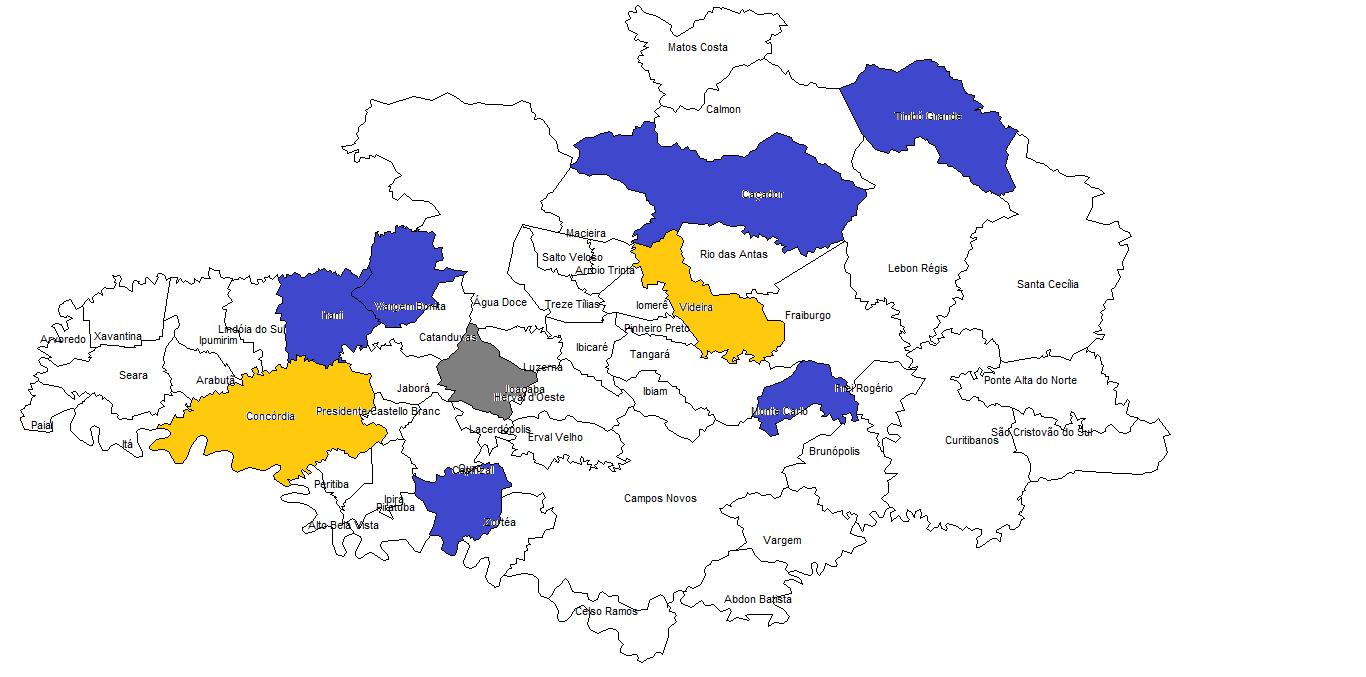 Matos Costa
Calmon
Timbó Grande
Caçador
Macieira
Rio das Antas
Salto Veloso
Arroio Trinta
Lebon Régis
Santa Cecília
Água Doce
Treze Tílias
Iomeré
Videira
Fraiburgo
Vargem Bonita
Irani
Lindóia do Sul
Ipumirim
Xavantina
Arvoredo
Catanduvas
Pinheiro Preto
Ibicaré
Tangará
Luzerna
Seara
Arabutã
Jaborá
Joaçaba
Herval d'Oeste
Ibiam
Frei Rogério
Ponte Alta do Norte
Concórdia
Presidente Castello Branc
Monte Carlo
Paial
Itá
Lacerdópolis
Erval Velho
Brunópolis
Curitibanos
São Cristovão do Sul
Capinzal
Peritiba
Ipira
Piratuba
Campos Novos
Alto Bela Vista
Zortéa
Vargem
Abdon Batista
Celso Ramos